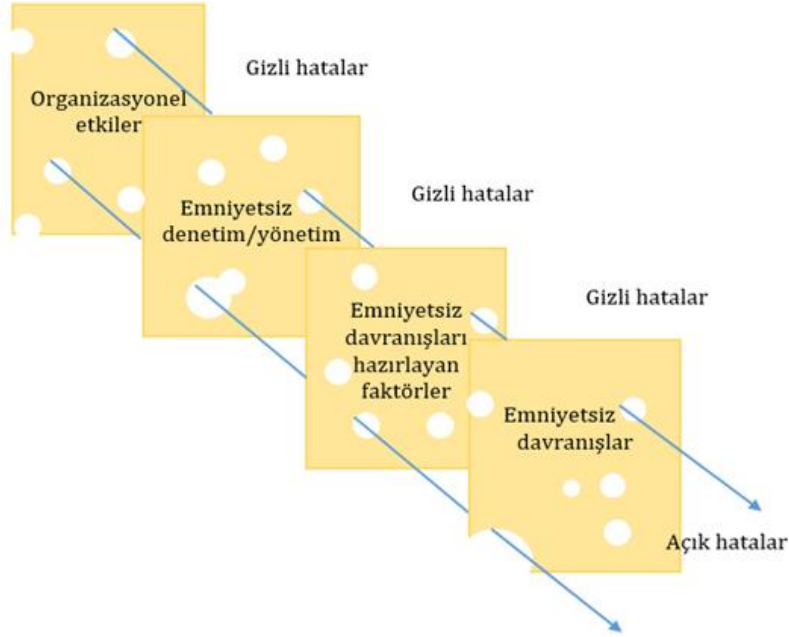 Gizli hatalar
Organizasyonel
etkiler
Gizli hatalar
Emniyetsiz
denetim/yönetim
Gizli hatalar
Emniyetsiz
davranışları
hazırlayan
faktörler
Emniyetsiz
davranışlar
Açık hatalar